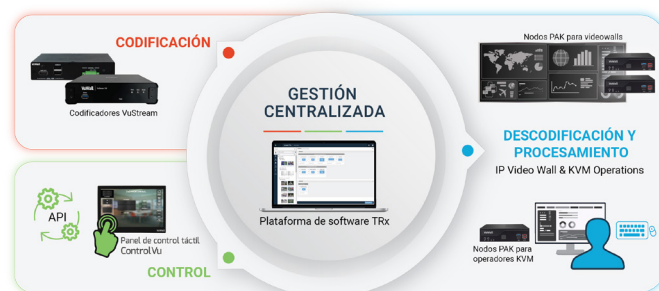 CODIFICACIÓN
Codificadores VuStream
API
Panel de control táctil
ControlVu
CONTROL
GESTIÓN
CENTRALIZADA
Plataforma de software TRx
Nodos PAK para videowalls
DESCODIFICACIÓN Y
PROCESAMIENTO
IP Video Wall & KVM Operations
Nodos PAK para
operadores KVM